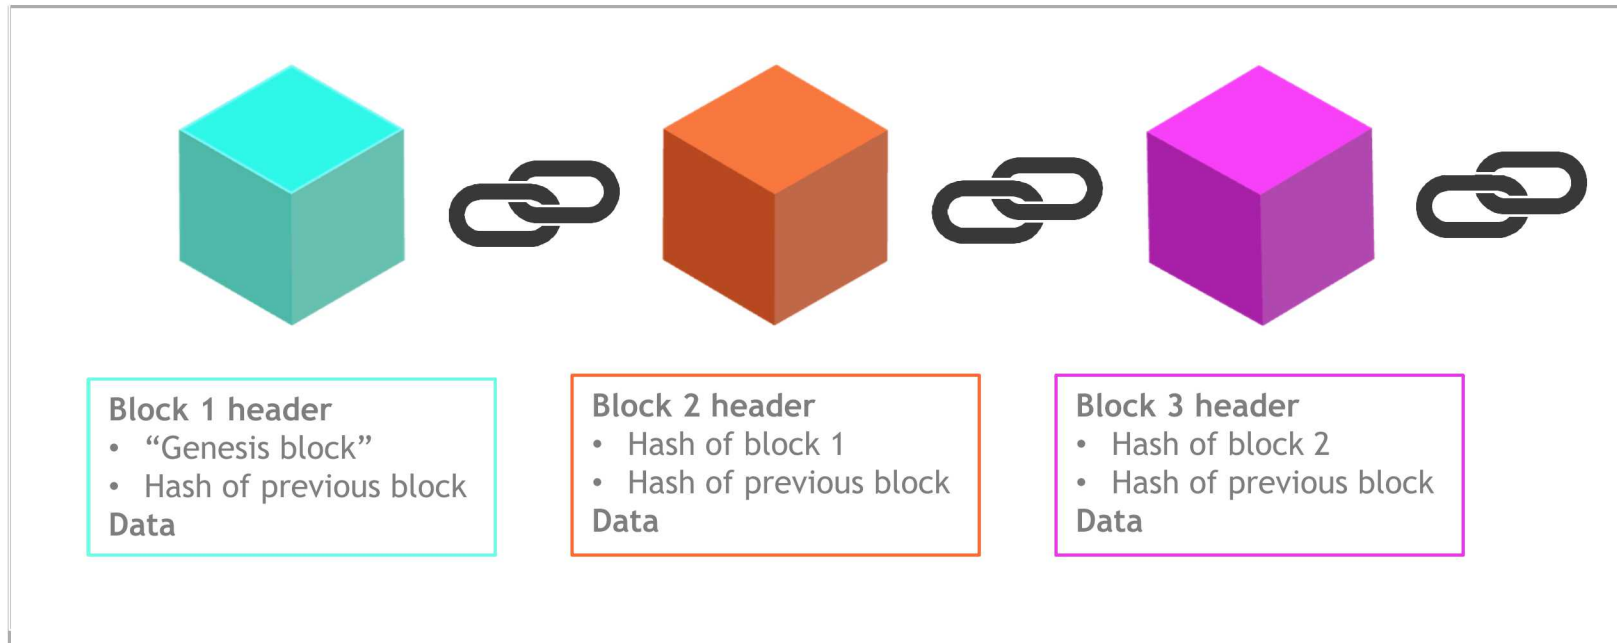 Block 1 header
• “Genesis block”
• Hash of previous block
Data
Block 2 header
• Hash of block 1
• Hash of previous block
Data
Block 3 header
• Hash of block 2
• Hash of previous block
Data